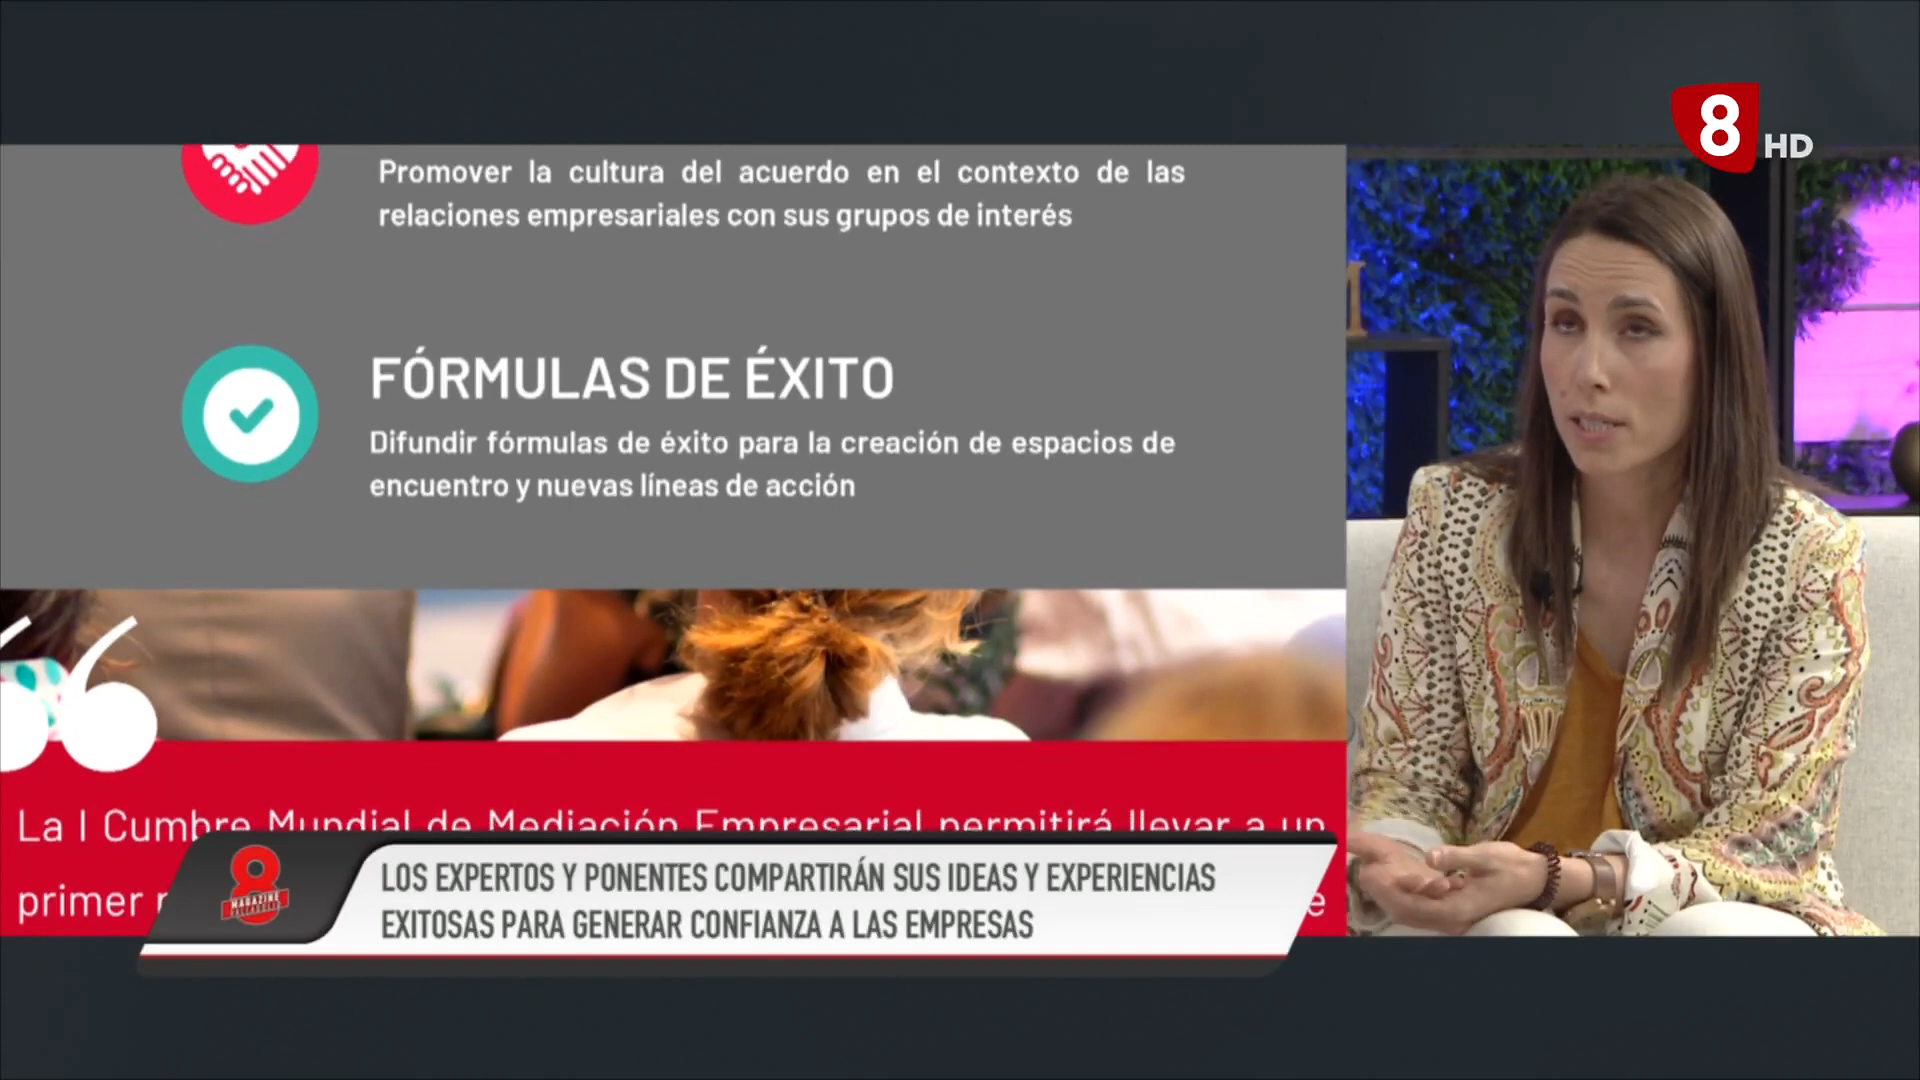 8 HD
Promover la cultura del acuerdo en el contexto de las
relaciones empresariales con sus grupos de interés
FÓRMULAS DE ÉXITO
Difundir fórmulas de éxito para la creación de espacios de
encuentro y nuevas líneas de acción
La I Cumbre Mundial de Mediación Empresarial permitirá llevar a un
primer
8
MAGAZINE
VALLADOLID
LOS EXPERTOS Y PONENTES COMPARTIRÁN SUS IDEAS Y EXPERIENCIAS
EXITOSAS PARA GENERAR CONFIANZA A LAS EMPRESAS